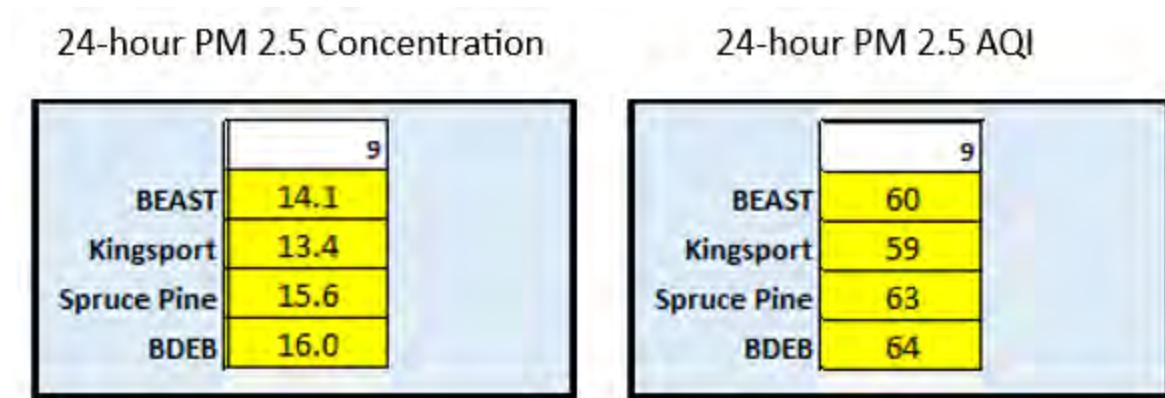 24-hour PM 2.5 Concentration
9
BEAST 14.1
Kingsport 13.4
Spruce Pine 15.6
BDEB 16.0
24-hour PM 2.5 AQI
9
BEAST 60
Kingsport 59
Spruce Pine 63
BDEB 64